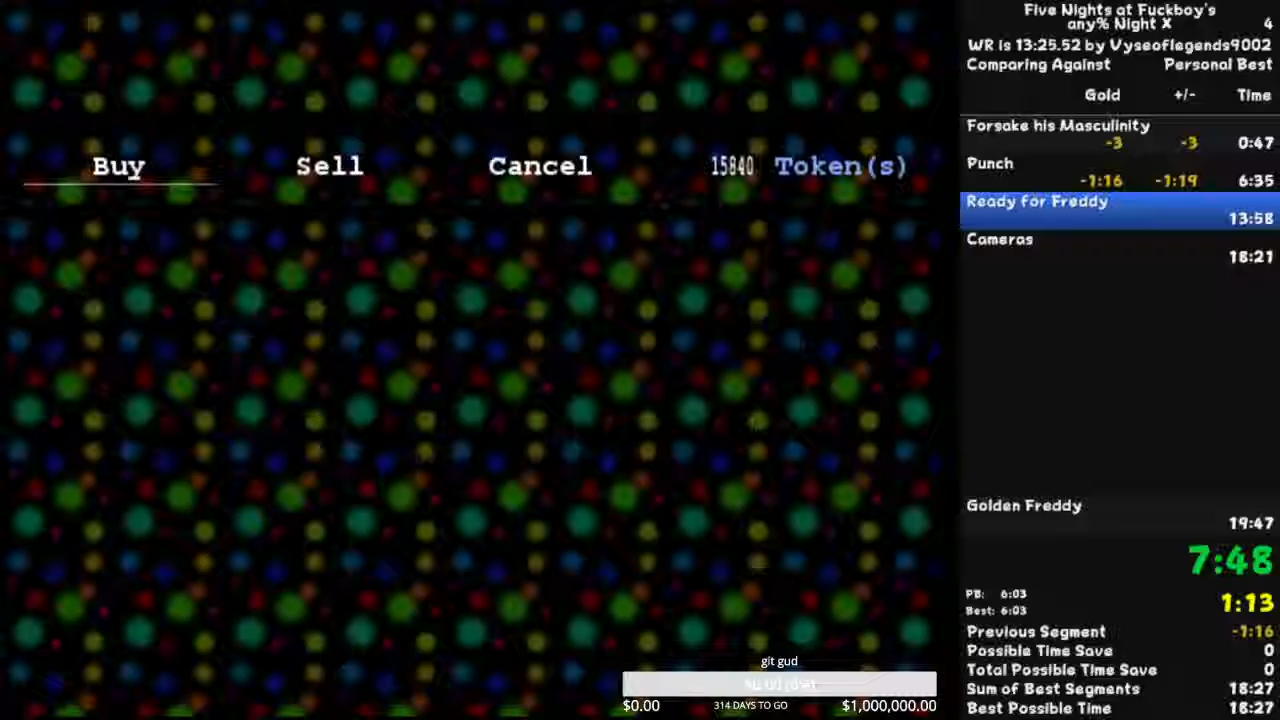 Five Nights at Fuckboy's
any% Night X 4
WR is 13:25.52 by Vyseoflegends9002
Comparing Against Personal Best
Gold +/- Time
Forsake his Masculinity
-3 -3 0:47
Punch
-1:16 -1:19 6:35
Ready for Freddy
13:58
Cameras
18:21
Buy Sell Cancel 15840 Token(s)
Golden Freddy
19:47
7:48
PB: 6:03
Best: 6:03
1:13
Previous Segment -1:16
Possible Time Save 0
Total Possible Time Save 0
Sum of Best Segments 18:27
Best Possible Time 18:27
git gud
$0.00 314 DAYS TO GO $1,000,000.00